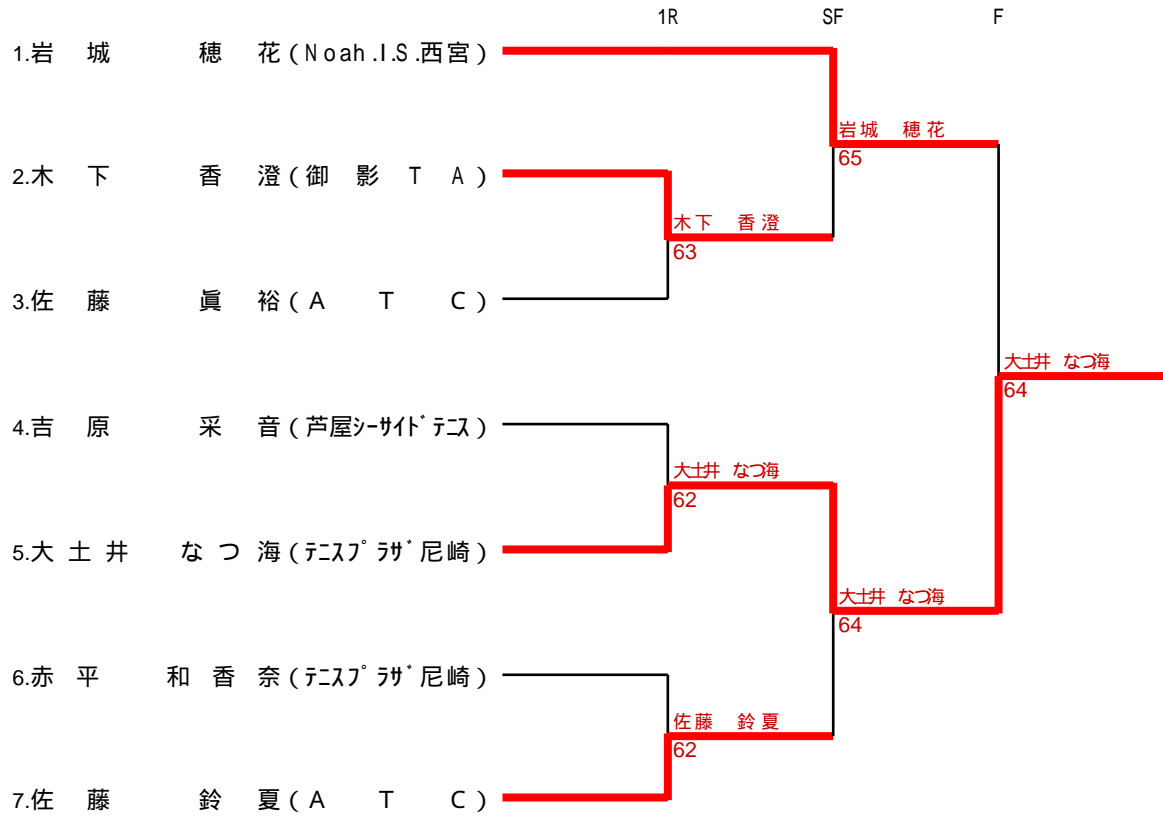 1R SF F
1.岩 城 穂 花(Noah.I.S.西宮)
岩城 穂花
65
2.木 下 香 澄(御 影 T A)
木下 香澄
63
3.佐 藤 眞 裕(A T C)
大土井 なつ海
64
4.吉 原 采 音(芦屋シーサイドテニス)
大土井 なつ海
62
5.大 土 井 な つ 海(テニスプラザ尼崎)
大土井 なつ海
64
6.赤 平 和 香 奈(テニスプラザ尼崎)
佐藤 鈴夏
62
7.佐 藤 鈴 夏(A T C)